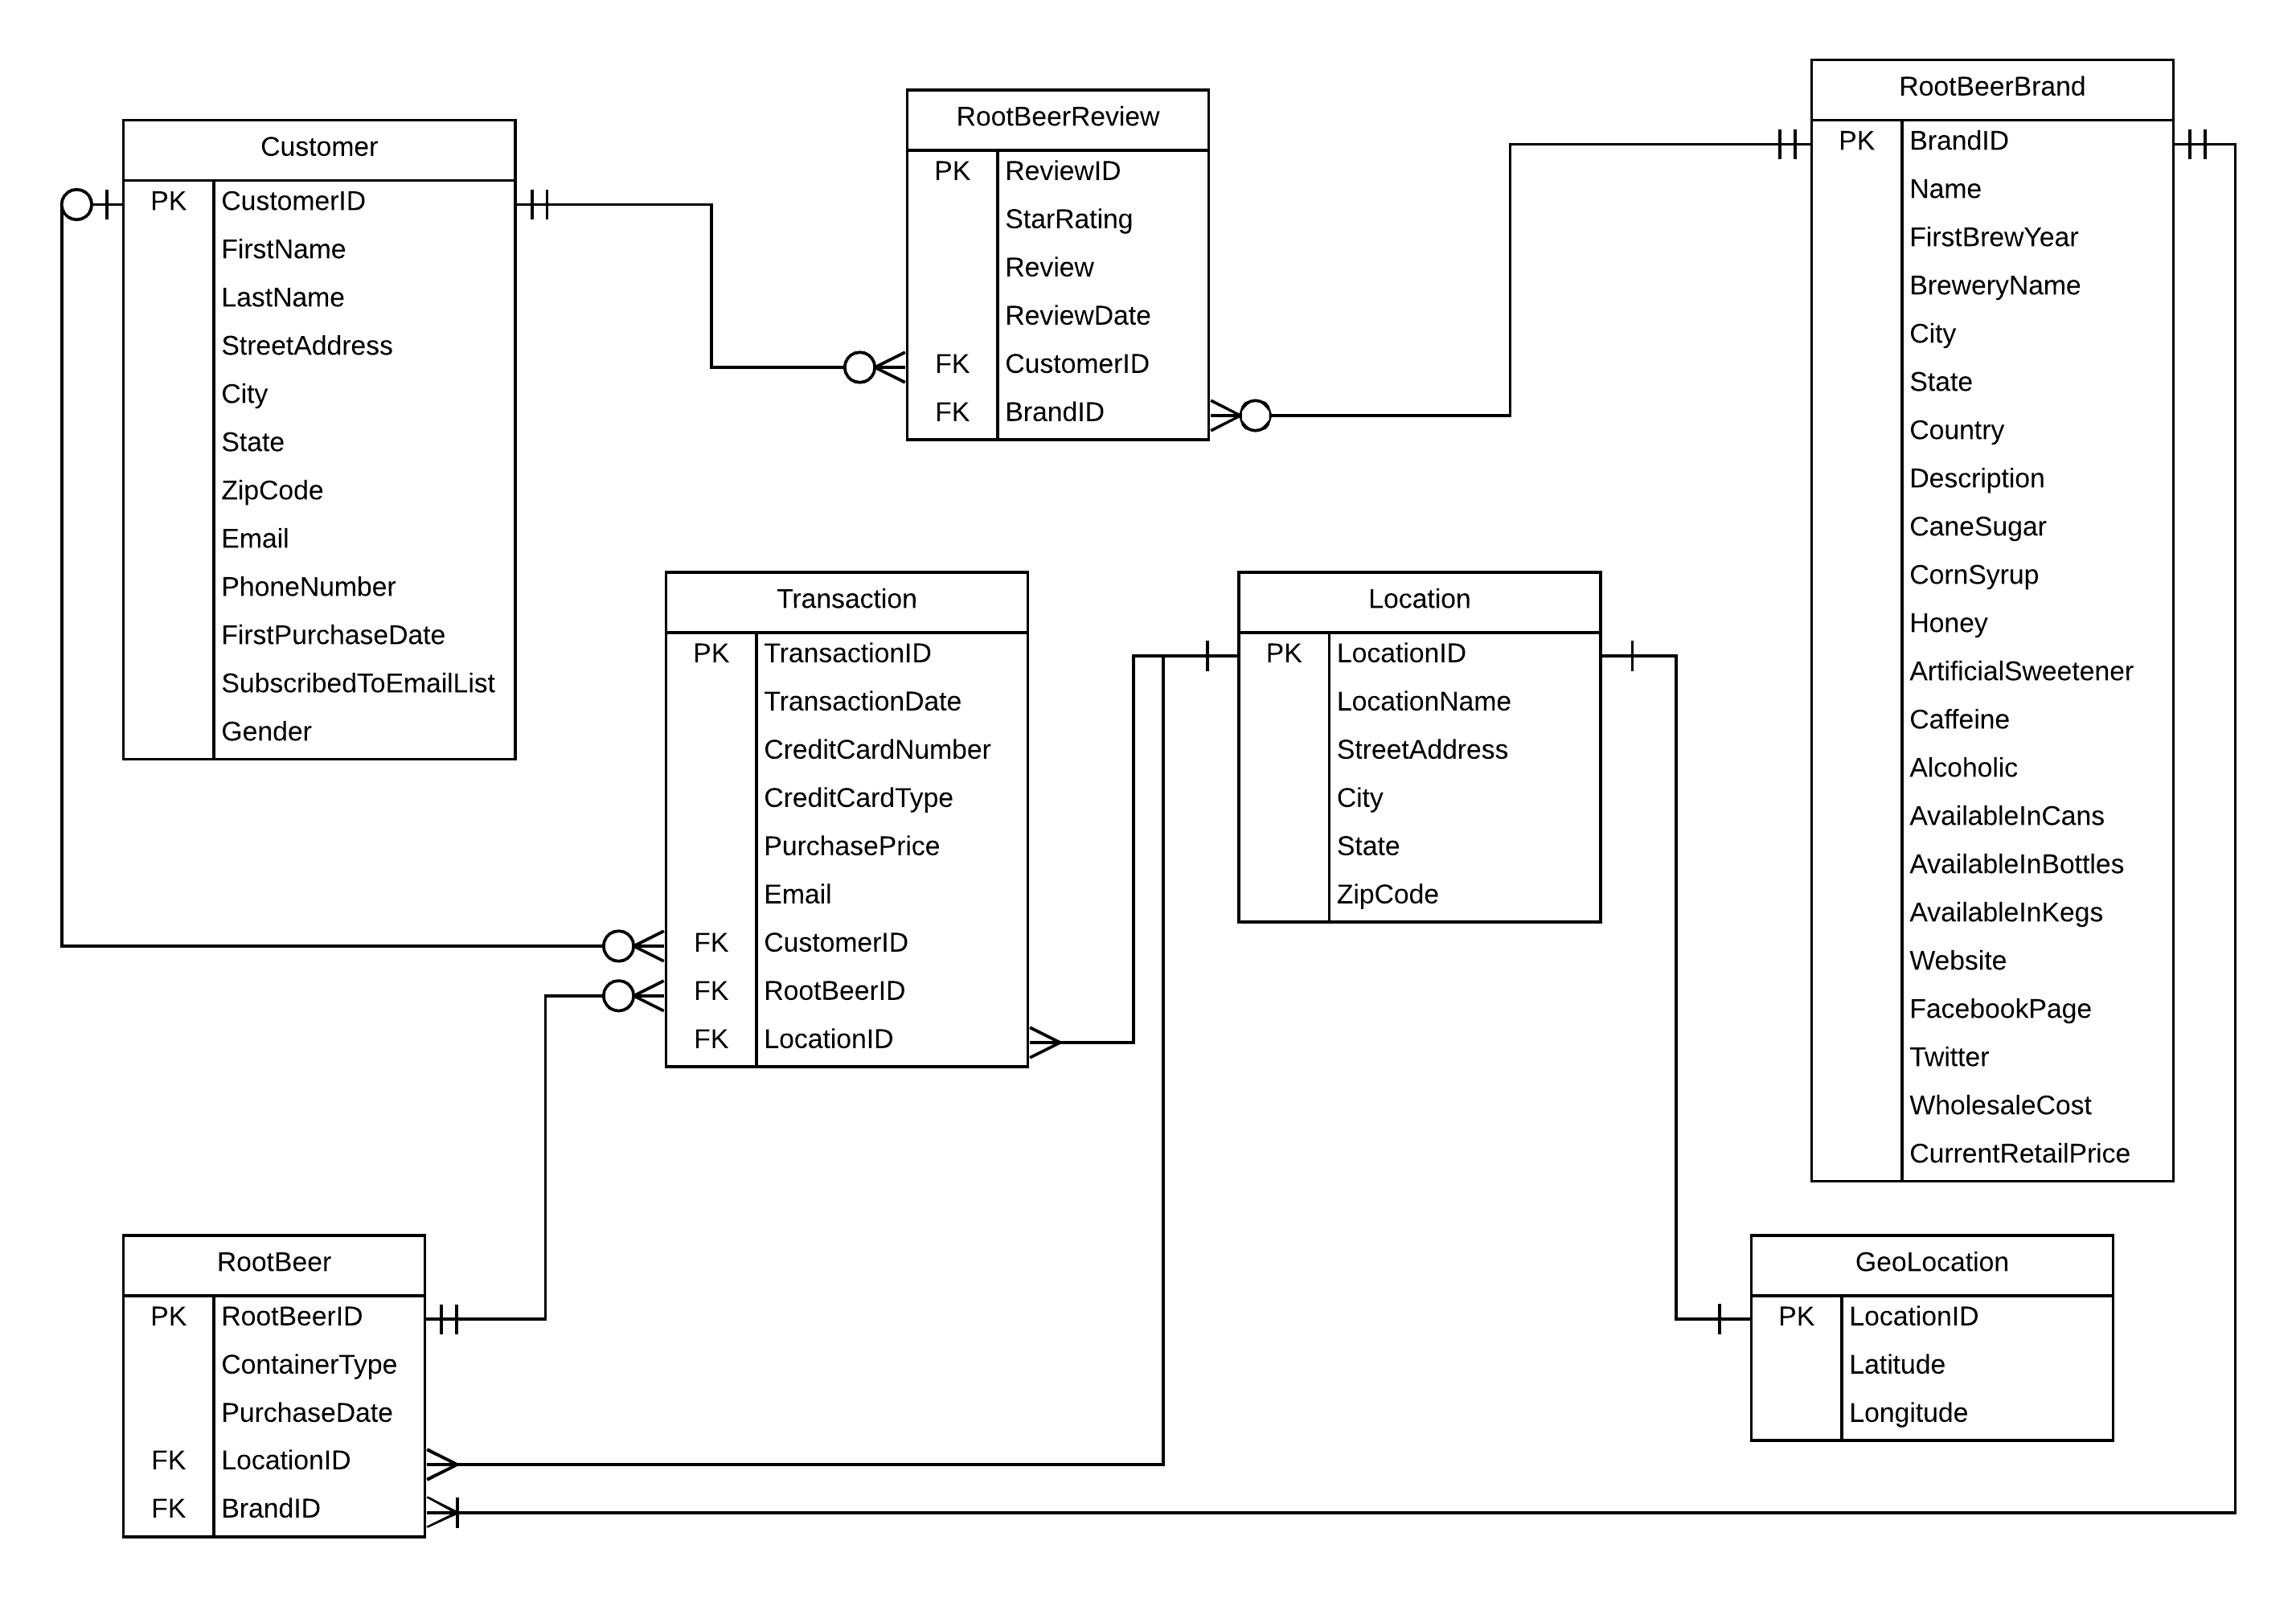 Customer
PK CustomerID
FirstName
LastName
StreetAddress
City
State
ZipCode
Email
PhoneNumber
FirstPurchaseDate
SubscribedToEmailList
Gender
RootBeerReview
PK ReviewID
StarRating
Review
ReviewDate
FK CustomerID
FK BrandID
RootBeerBrand
PK BrandID
Name
FirstBrewYear
BreweryName
City
State
Country
Description
CaneSugar
CornSyrup
Honey
ArtificialSweetener
Caffeine
Alcoholic
AvailableInCans
AvailableInBottles
AvailableInKegs
Website
FacebookPage
Twitter
WholesaleCost
CurrentRetailPrice
Transaction
PK TransactionID
TransactionDate
CreditCardNumber
CreditCardType
PurchasePrice
Email
FK CustomerID
FK RootBeerID
FK LocationID
Location
PK LocationID
LocationName
StreetAddress
City
State
ZipCode
RootBeer
PK RootBeerID
ContainerType
PurchaseDate
FK LocationID
FK BrandID
GeoLocation
PK LocationID
Latitude
Longitude